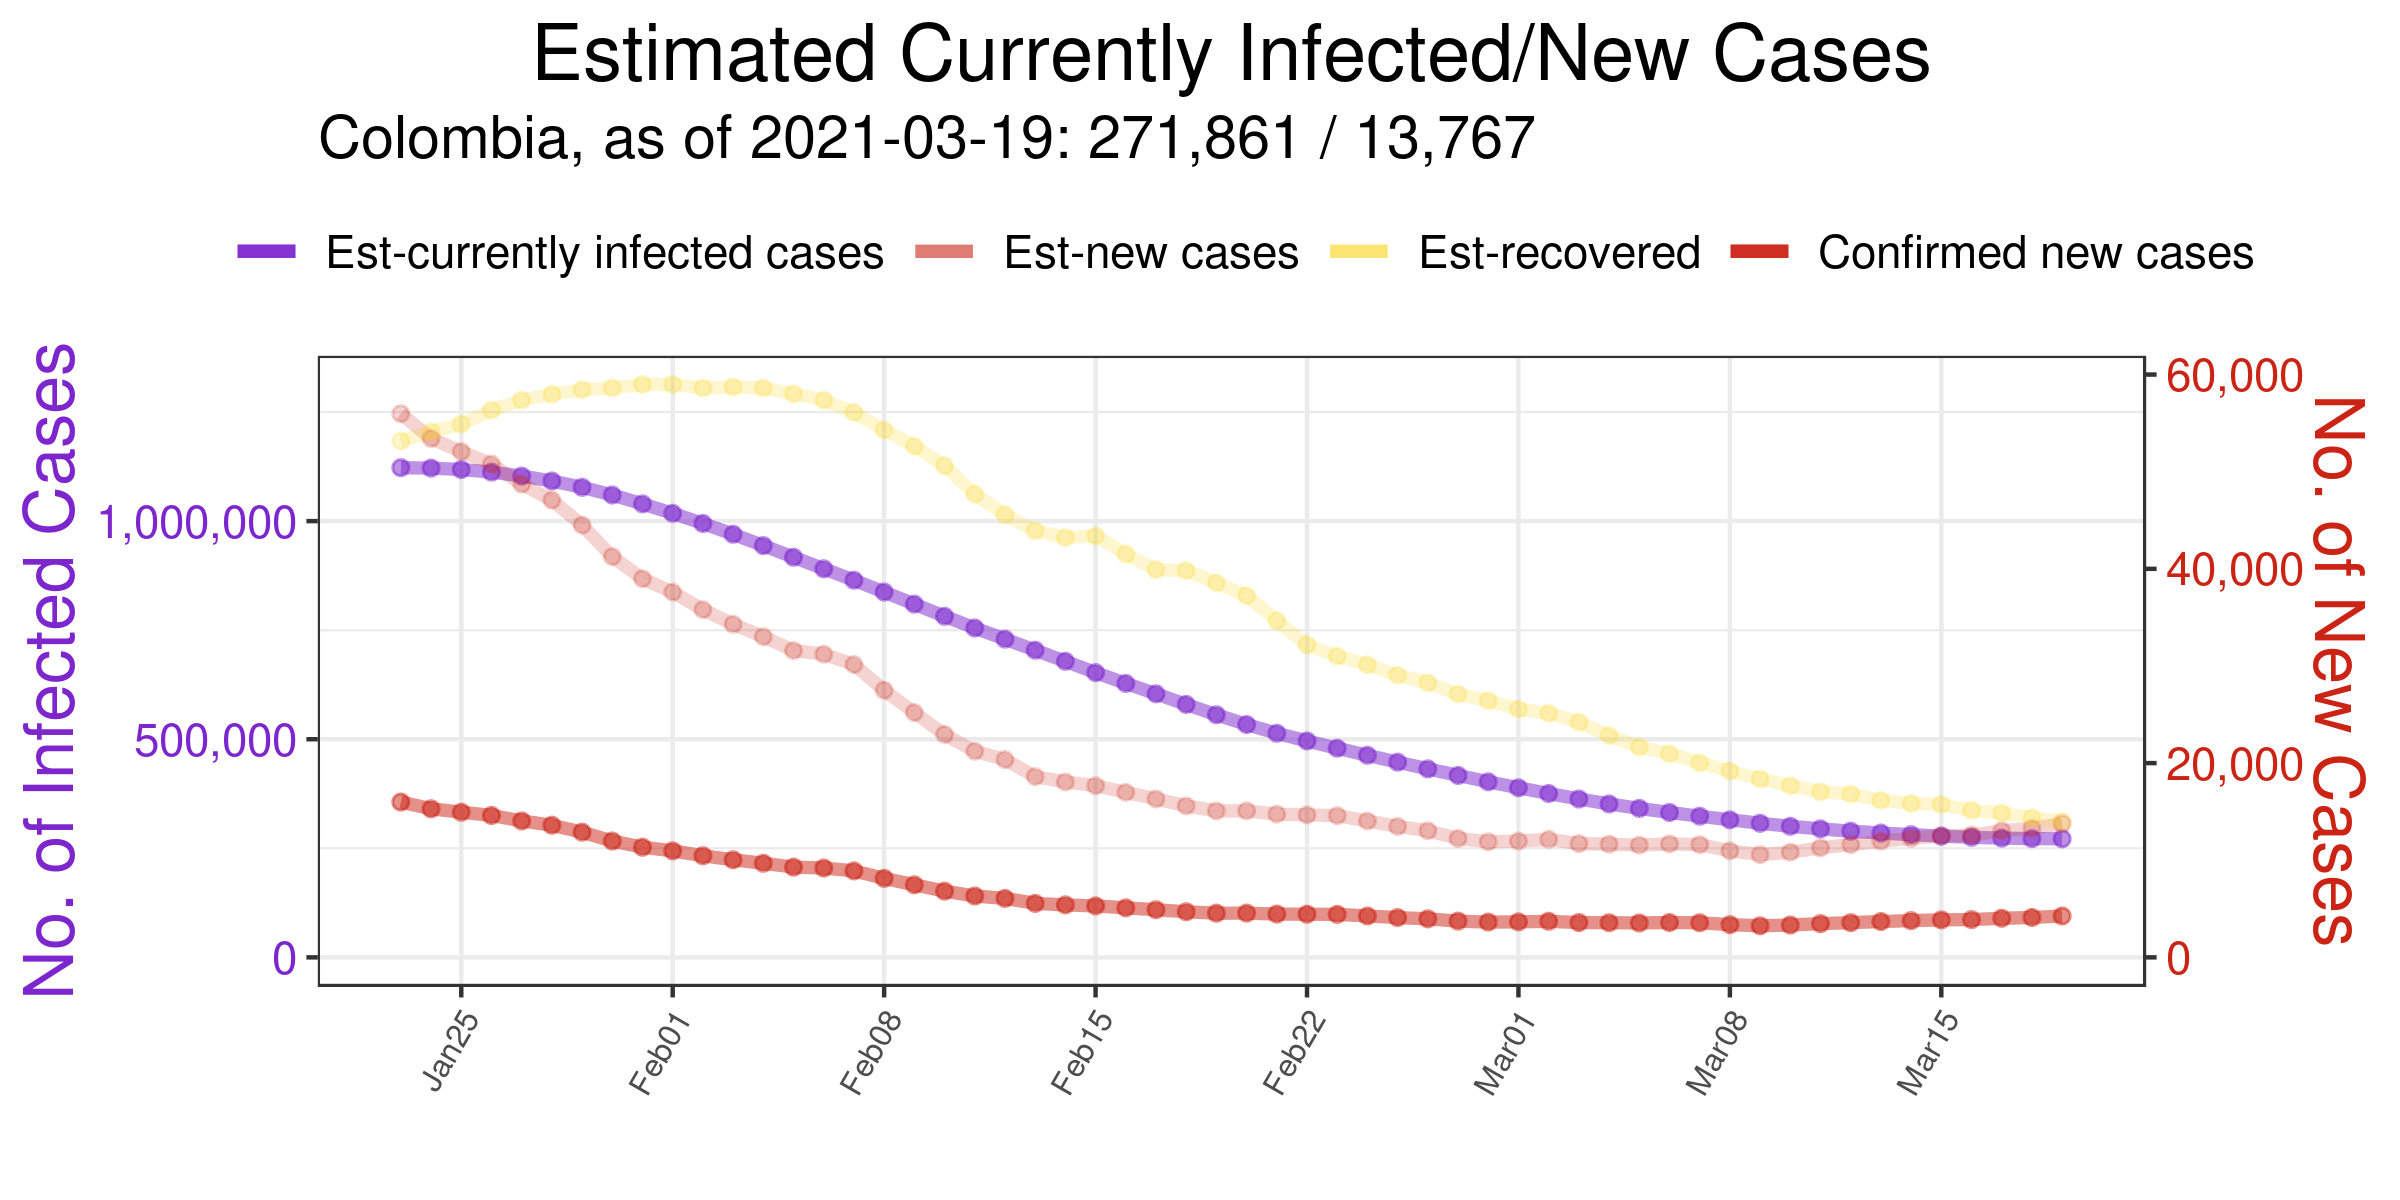 Estimated Currently Infected/New Cases
Colombia, as of 2021-03-19: 271,861 / 13,767
Est-currently infected cases Est-new cases Est-recovered Confirmed new cases
No. of Infected Cases
1,000,000
500,000
0
60,000
40,000
20,000
0
No. of New Cases
Jan25 Feb01 Feb08 Feb15 Feb22 Mar01 Mar08 Mar15